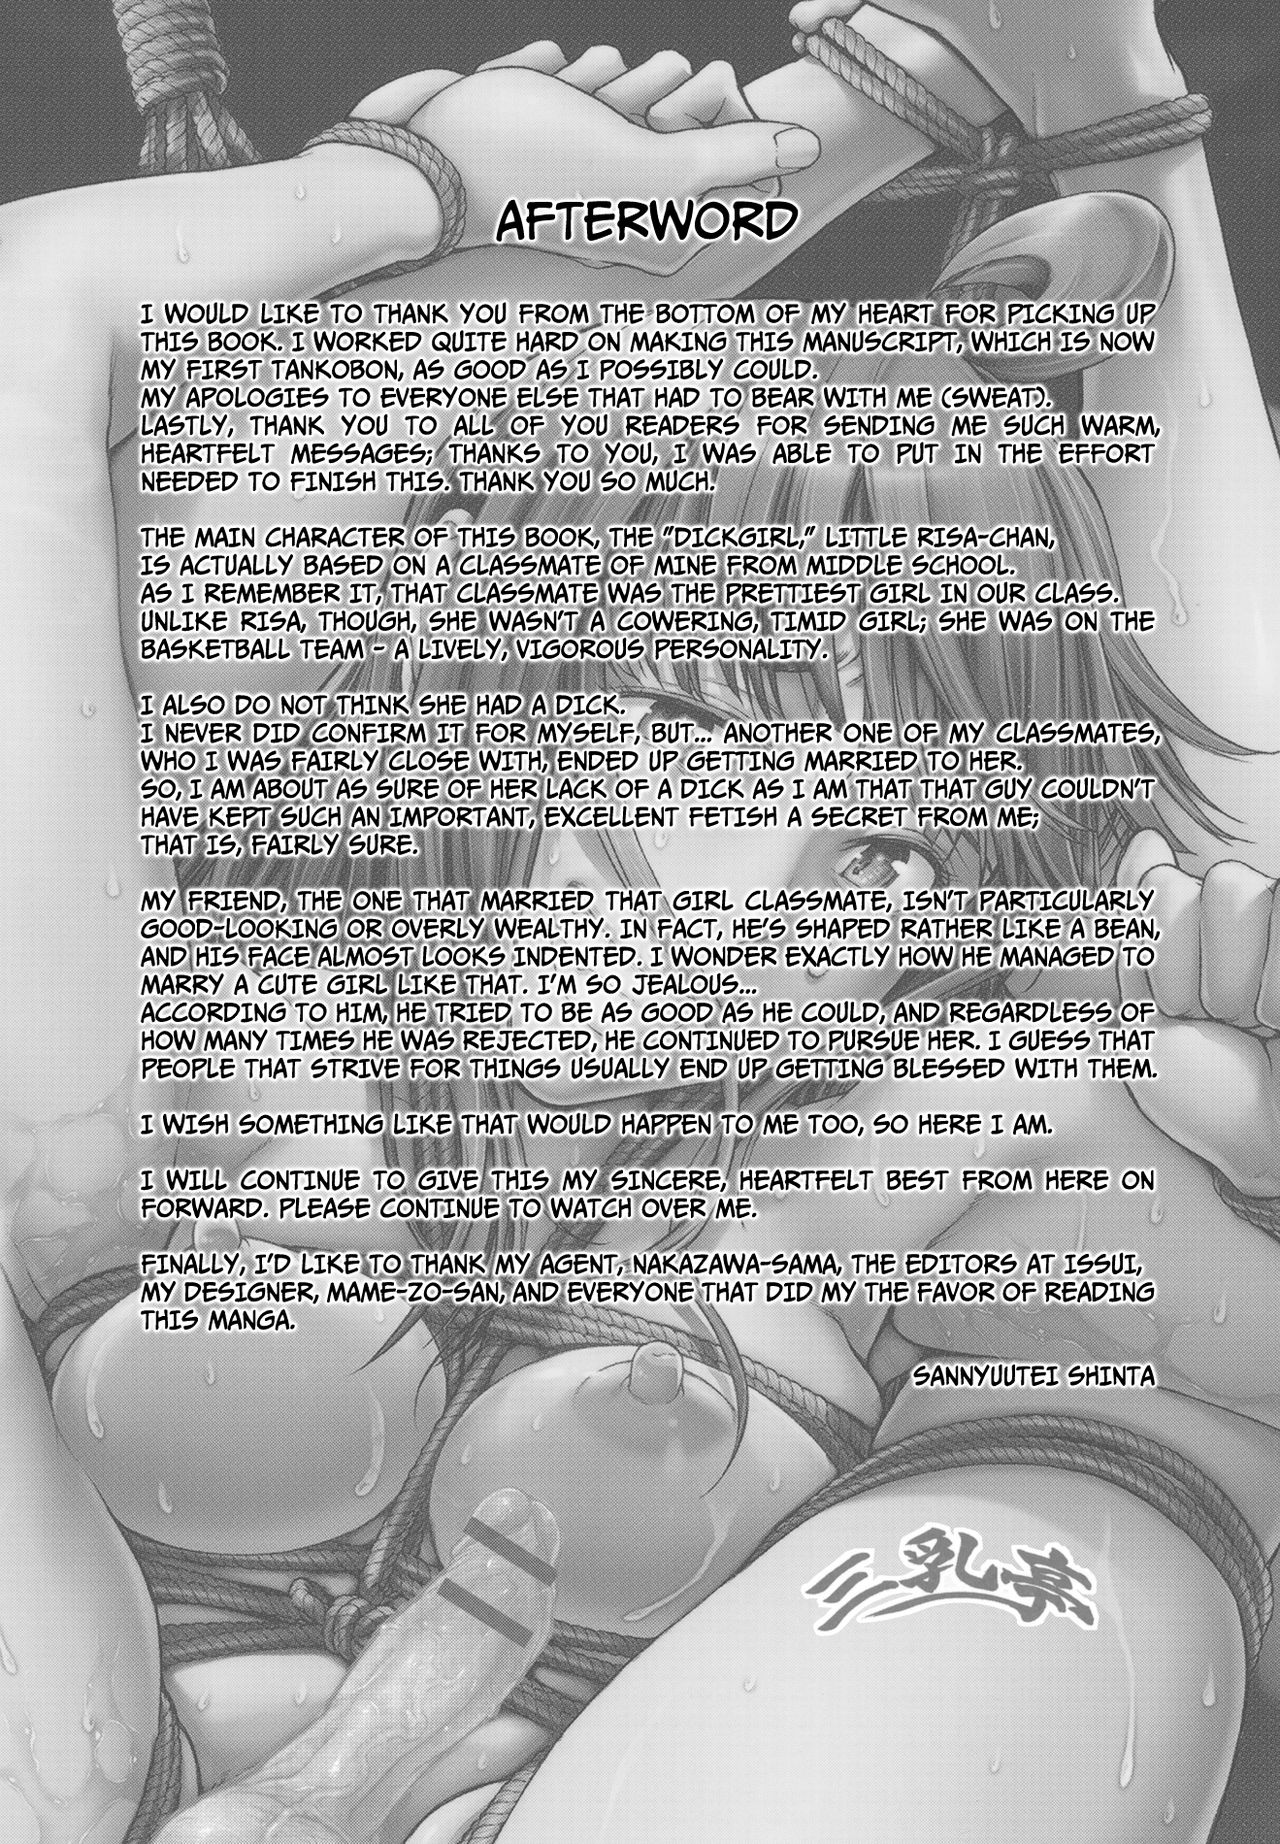 AFTERWORD
I WOULD LIKE TO THANK YOU FROM THE BOTTOM OF MY HEART FOR PICKING UP
THIS BOOK. I WORKED QUITE HARD ON MAKING THIS MANUSCRIPT, WHICH IS NOW
MY FIRST TANKOBON, AS GOOD AS I POSSIBLY COULD.
MY APOLOGIES TO EVERYONE ELSE THAT HAD TO BEAR WITH ME (SWEAT).
LASTLY, THANK YOU TO ALL OF YOU READERS FOR SENDING ME SUCH WARM,
HEARTFELT MESSAGES; THANKS TO YOU, I WAS ABLE TO PUT IN THE EFFORT
NEEDED TO FINISH THIS. THANK YOU SO MUCH.
THE MAIN CHARACTER OF THIS BOOK, THE "DICKGIRL," LITTLE RISA-CHAN,
IS ACTUALLY BASED ON A CLASSMATE OF MINE FROM MIDDLE SCHOOL.
AS I REMEMBER IT, THAT CLASSMATE WAS THE PRETTIEST GIRL IN OUR CLASS.
UNLIKE RISA, THOUGH, SHE WASN'T A COWERING, TIMID GIRL; SHE WAS ON THE
BASKETBALL TEAM - A LIVELY, VIGOROUS PERSONALITY.
I ALSO DO NOT THINK SHE HAD A DICK.
I NEVER DID CONFIRM IT FOR MYSELF, BUT... ANOTHER ONE OF MY CLASSMATES,
WHO I WAS FAIRLY CLOSE WITH, ENDED UP GETTING MARRIED TO HER.
SO, I AM ABOUT AS SURE OF HER LACK OF A DICK AS I AM THAT THAT GUY COULDN'T
HAVE KEPT SUCH AN IMPORTANT, EXCELLENT FETISH A SECRET FROM ME;
THAT IS, FAIRLY SURE.
MY FRIEND, THE ONE THAT MARRIED THAT GIRL CLASSMATE, ISN'T PARTICULARLY
GOOD-LOOKING OR OVERLY WEALTHY. IN FACT, HE'S SHAPED RATHER LIKE A BEAN,
AND HIS FACE ALMOST LOOKS INDENTED. I WONDER EXACTLY HOW HE MANAGED TO
MARRY A CUTE GIRL LIKE THAT. I'M SO JEALOUS...
ACCORDING TO HIM, HE TRIED TO BE AS GOOD AS HE COULD, AND REGARDLESS OF
HOW MANY TIMES HE WAS REJECTED, HE CONTINUED TO PURSUE HER. I GUESS THAT
PEOPLE THAT STRIVE FOR THINGS USUALLY END UP GETTING BLESSED WITH THEM.
I WISH SOMETHING LIKE THAT WOULD HAPPEN TO ME TOO, SO HERE I AM.
I WILL CONTINUE TO GIVE THIS MY SINCERE, HEARTFELT BEST FROM HERE ON
FORWARD. PLEASE CONTINUE TO WATCH OVER ME.
FINALLY, I'D LIKE TO THANK MY AGENT, NAKAZAWA-SAMA, THE EDITORS AT ISSUI,
MY DESIGNER, MAME-ZO-SAN, AND EVERYONE THAT DID MY THE FAVOR OF READING
THIS MANGA.
SANNYUUTEI SHINTA
三乳亭